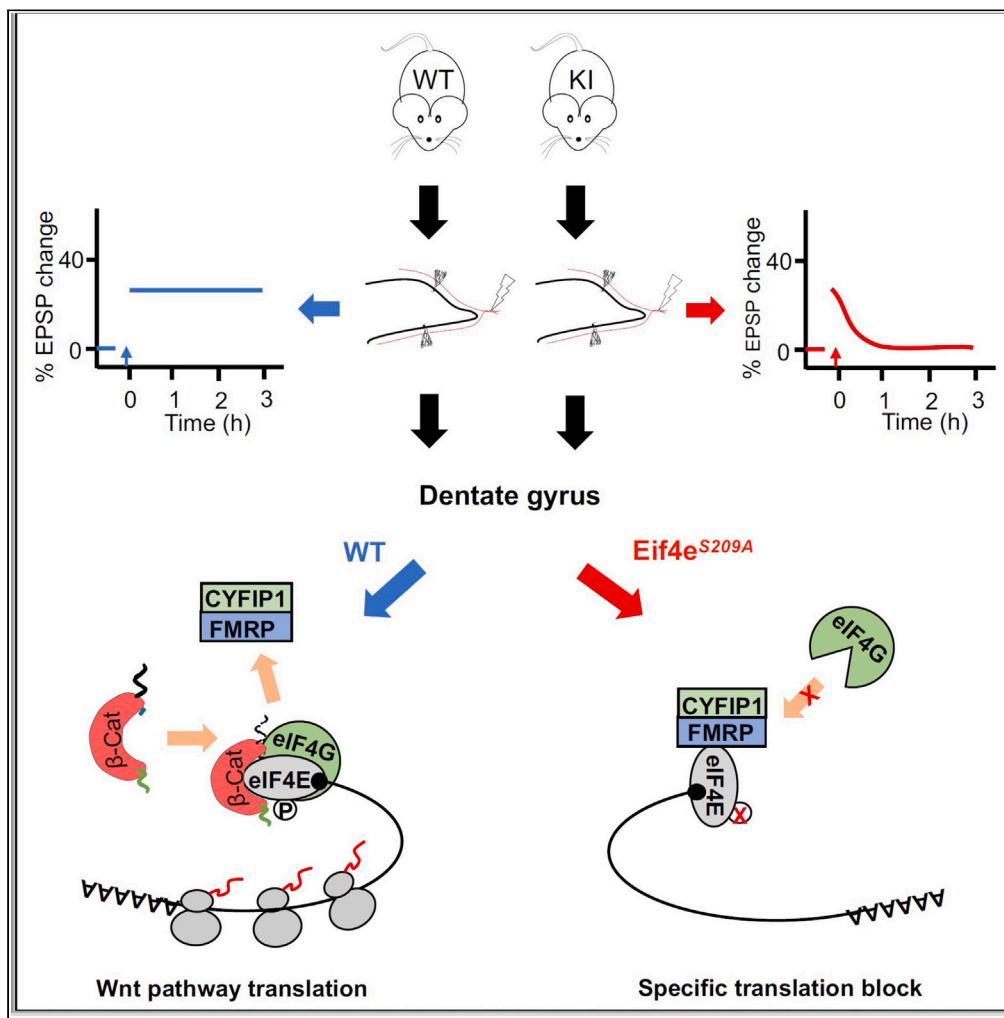 WT
KI
% EPSP change
40
0
0 1 2 3
Time (h)
% EPSP change
40
0
0 1 2 3
Time (h)
Dentate gyrus
WT
Eif4eS209A
CYFIP1
FMRP
β-Cat
β-Cat
eIF4G
eIF4E
P
AAAAAA
Wnt pathway translation
eIF4G
X
CYFIP1
FMRP
eIF4E
X
AAAAAA
Specific translation block